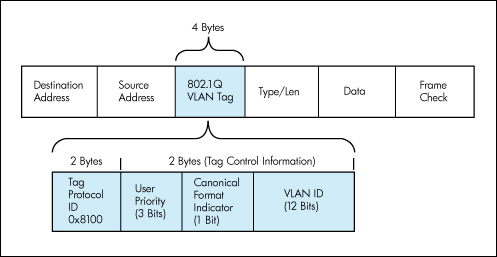 4 Bytes
Destination
Address
Source
Address
802.1Q
VLAN Tag
Type/Len
Data
Frame
Check
2 Bytes
2 Bytes (Tag Control Information)
Tag
Protocol
ID
0x8100
User
Priority
(3 Bits)
Canonical
Format
Indicator
(1 Bit)
VLAN ID
(12 Bits)